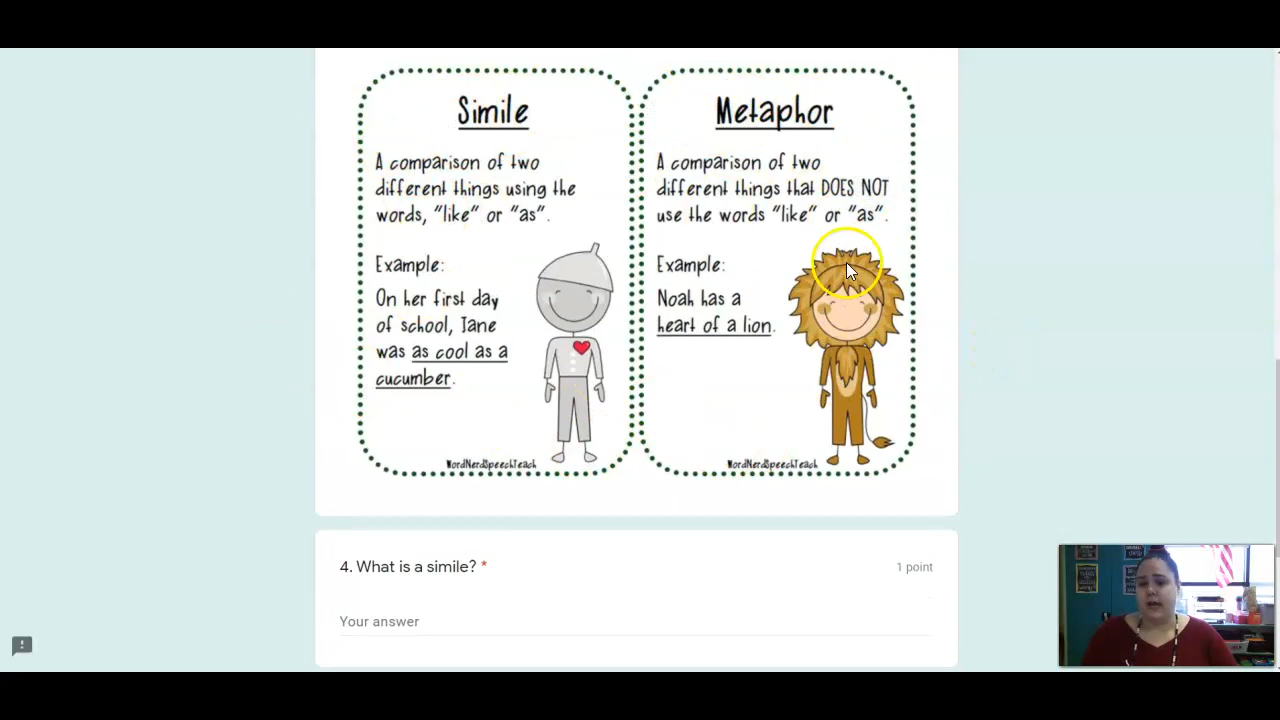 Simile
A comparison of two
different things using the
words, "like" or "as".
Example:
On her first day
of school, Jane
was as cool as a
cucumber.
WordNerdSpeechTeach
Metaphor
A comparison of two
different things that DOES NOT
use the words "like" or "as".
Example:
Noah has a
heart of a lion.
WordNerdSpeechTeach
4. What is a simile? *
1 point
Your answer